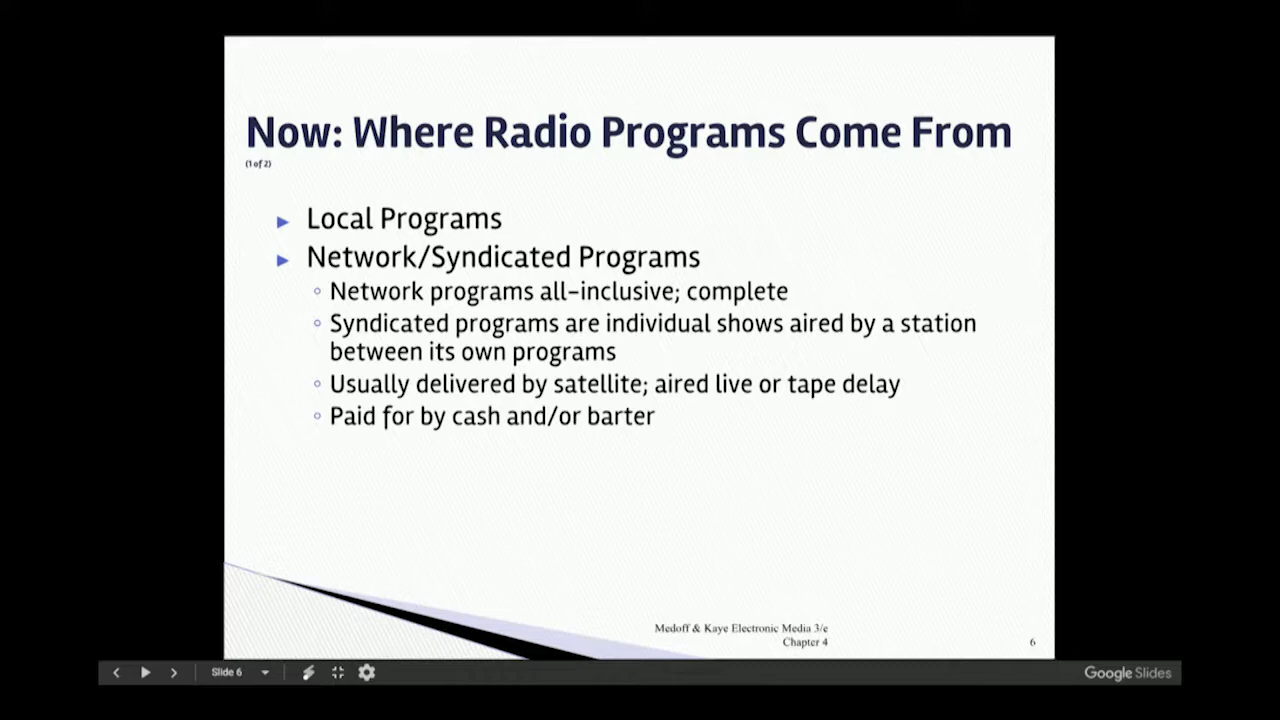 Now: Where Radio Programs Come From
(1 of 2)
► Local Programs
► Network/Syndicated Programs
◦ Network programs all-inclusive; complete
◦ Syndicated programs are individual shows aired by a station
between its own programs
◦ Usually delivered by satellite; aired live or tape delay
◦ Paid for by cash and/or barter
Medoff & Kaye Electronic Media 3/e
Chapter 4
6
Slide 6
Google Slides